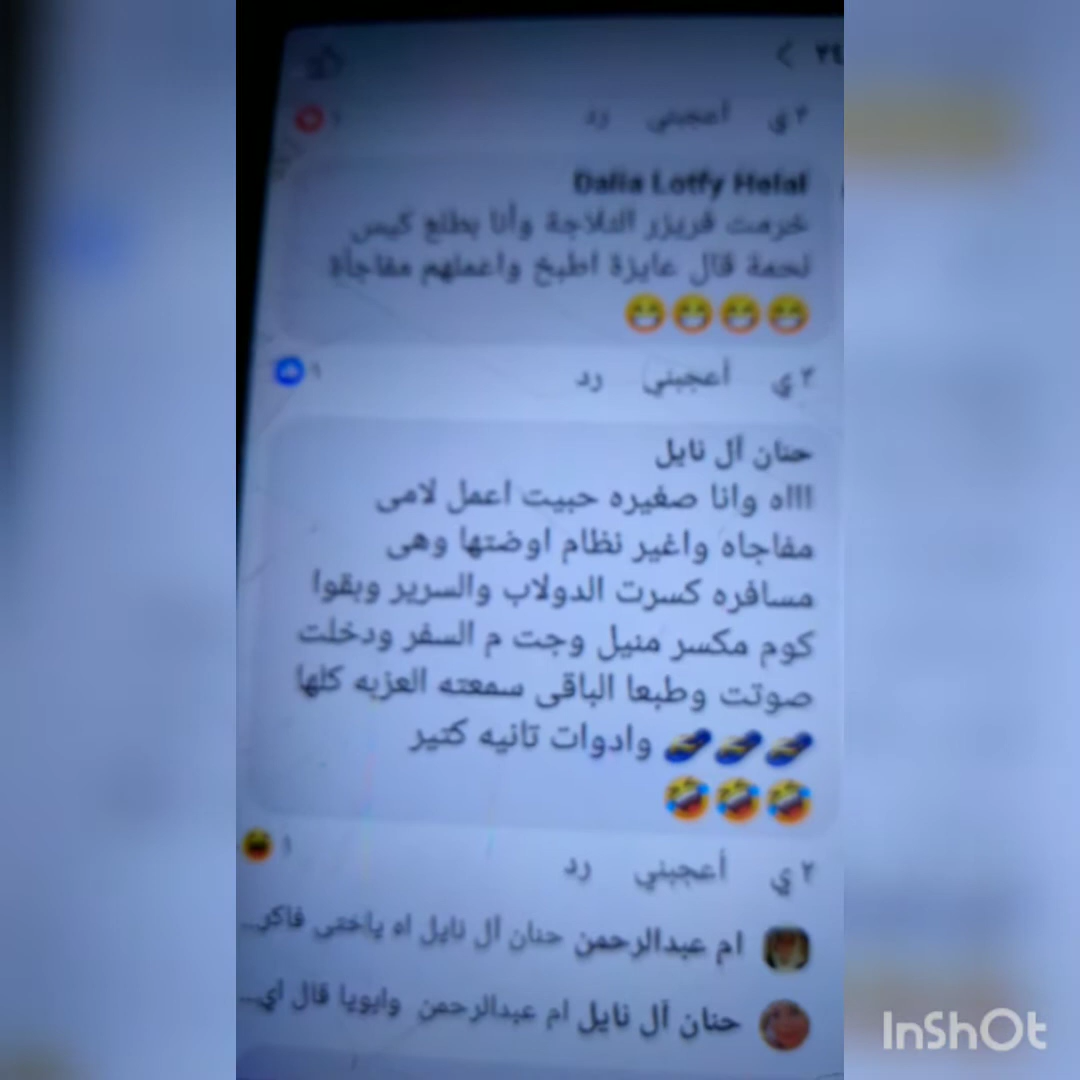 ٢ ي أعجبني رد ١
Dalia Lotfy Helal
خرمت فريزر التلاجة وأنا بطلع كيس
لحمة قال عايزة اطبخ واعملهم مفاجأة
😁😁😁😁
٢ ي أعجبني رد ١
حنان آل نايل
اااه وانا صغيره حبيت اعمل لامى
مفاجاه واغير نظام اوضتها وهى
مسافره كسرت الدولاب والسرير وبقوا
كوم مكسر منيل وجت م السفر ودخلت
صوتت وطبعا الباقى سمعته العزبه كلها
وادوات تانيه كتير
🤣🤣🤣
٢ ي أعجبني رد ١
ام عبدالرحمن حنان آل نايل اه ياختى فاكر...
حنان آل نايل ام عبدالرحمن وابويا قال اي...
InShOt